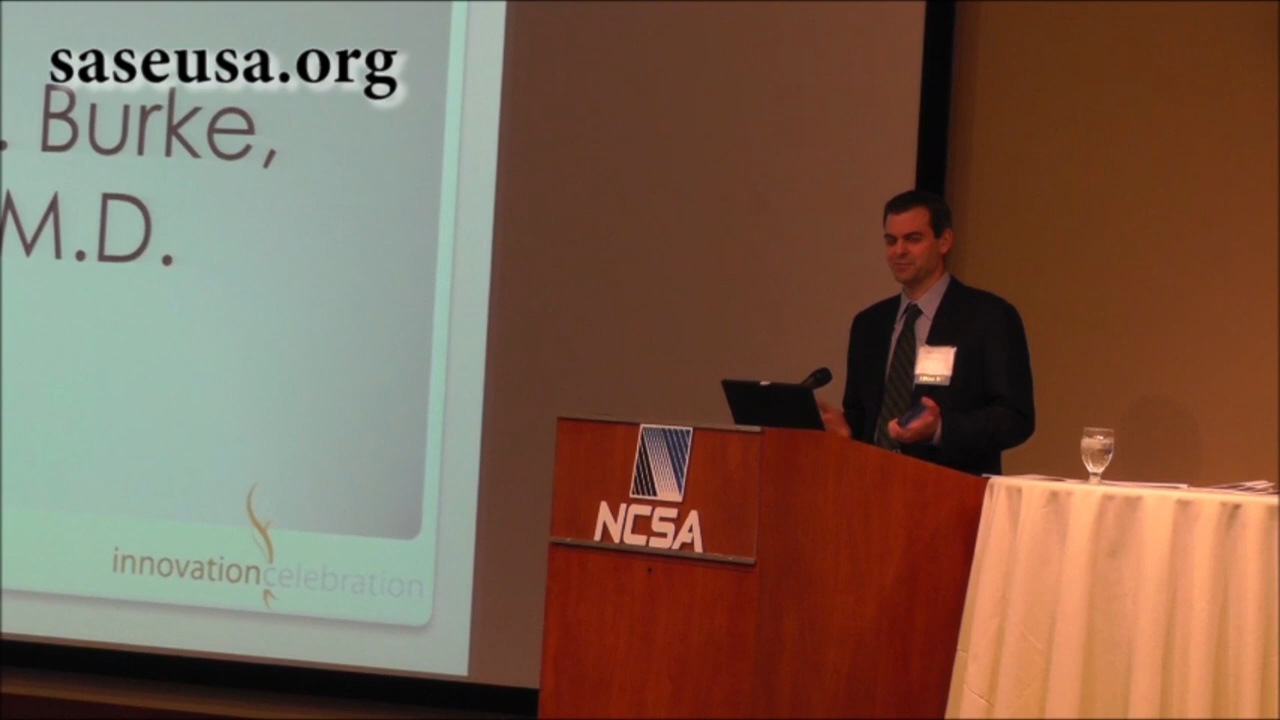 saseusa.org
. Burke,
M.D.
innovationcelebration
NCSA